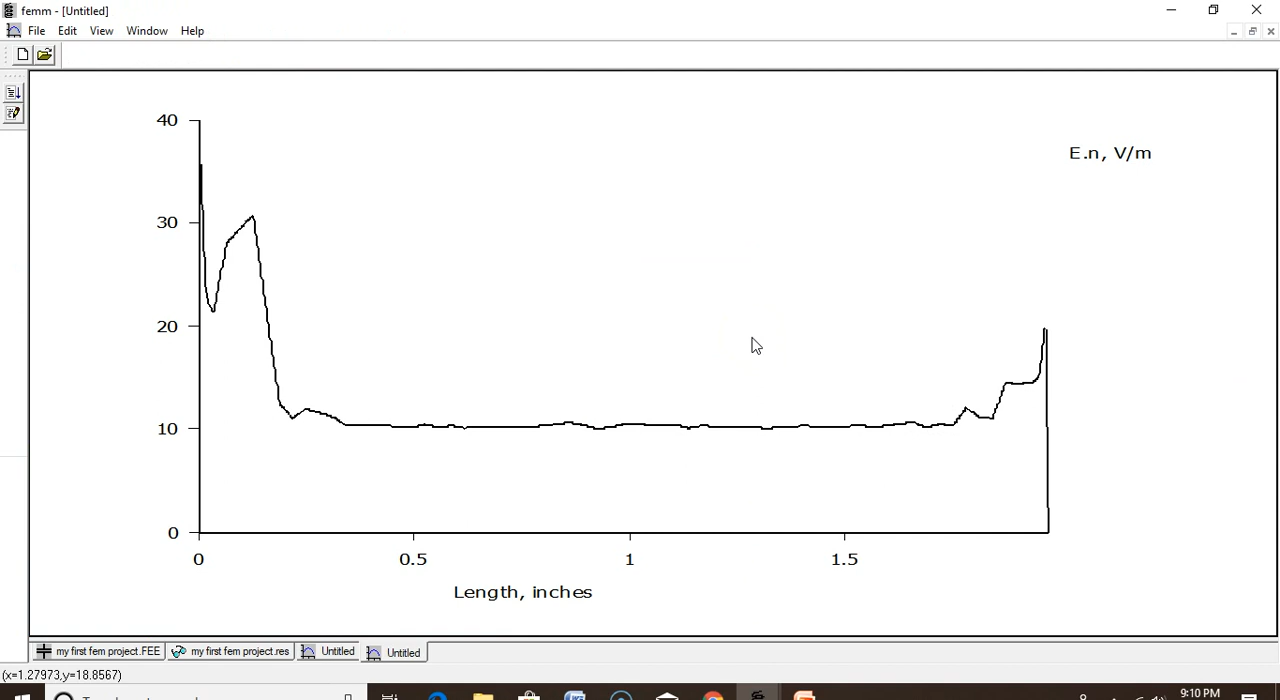 femm - [Untitled]
File Edit View Window Help
40
E.n, V/m
30
20
10
0
0 0.5 1 1.5
Length, inches
my first fem project.FEE my first fem project.res Untitled Untitled
(x=1.27973,y=18.8567)
9:10 PM